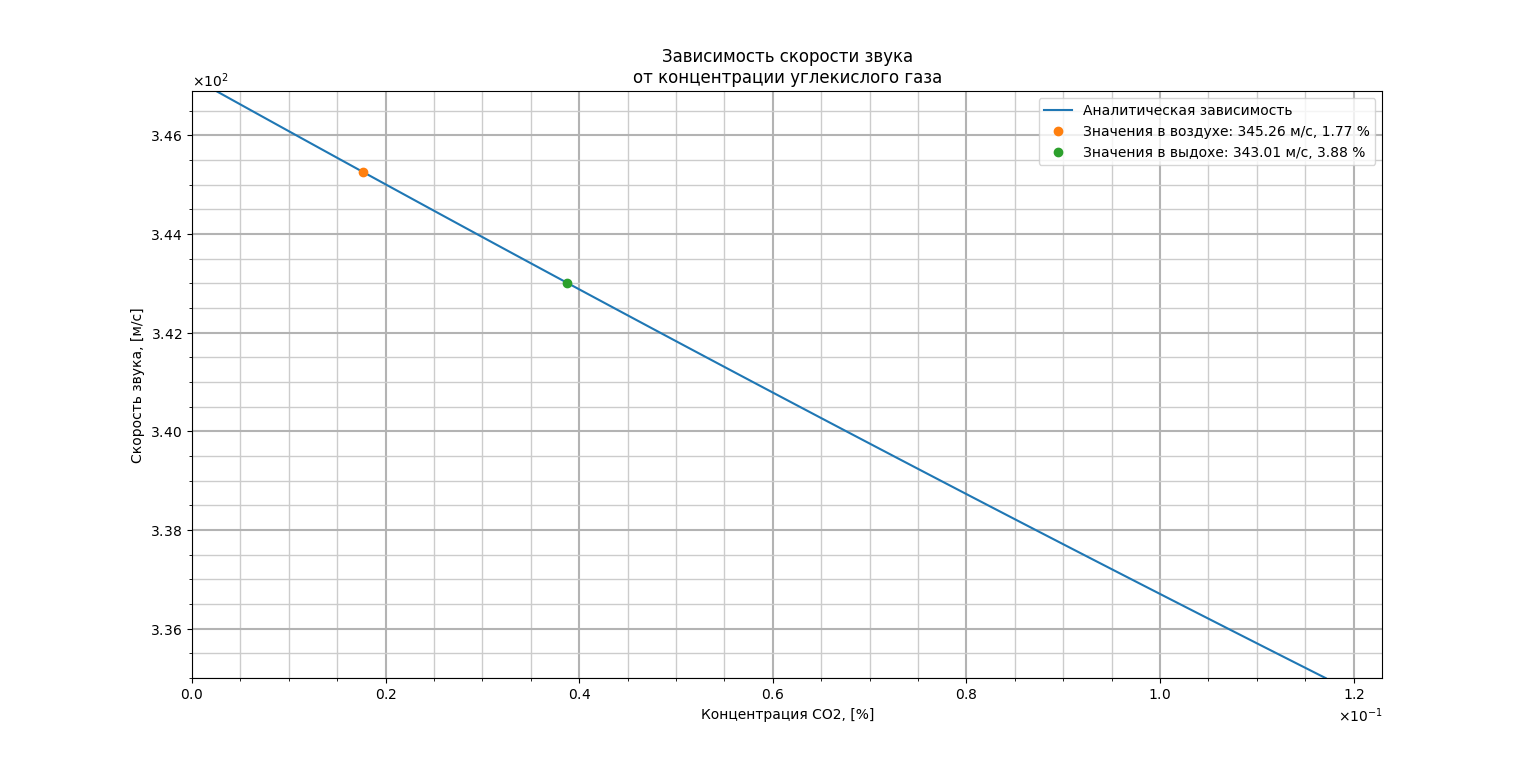 Зависимость скорости звука
от концентрации углекислого газа
×10²
Аналитическая зависимость
Значения в воздухе: 345.26 м/с, 1.77 %
Значения в выдохе: 343.01 м/с, 3.88 %
3.46
3.44
3.42
3.40
3.38
3.36
Скорость звука, [м/с]
0.0 0.2 0.4 0.6 0.8 1.0 1.2
Концентрация CO2, [%]
×10⁻¹